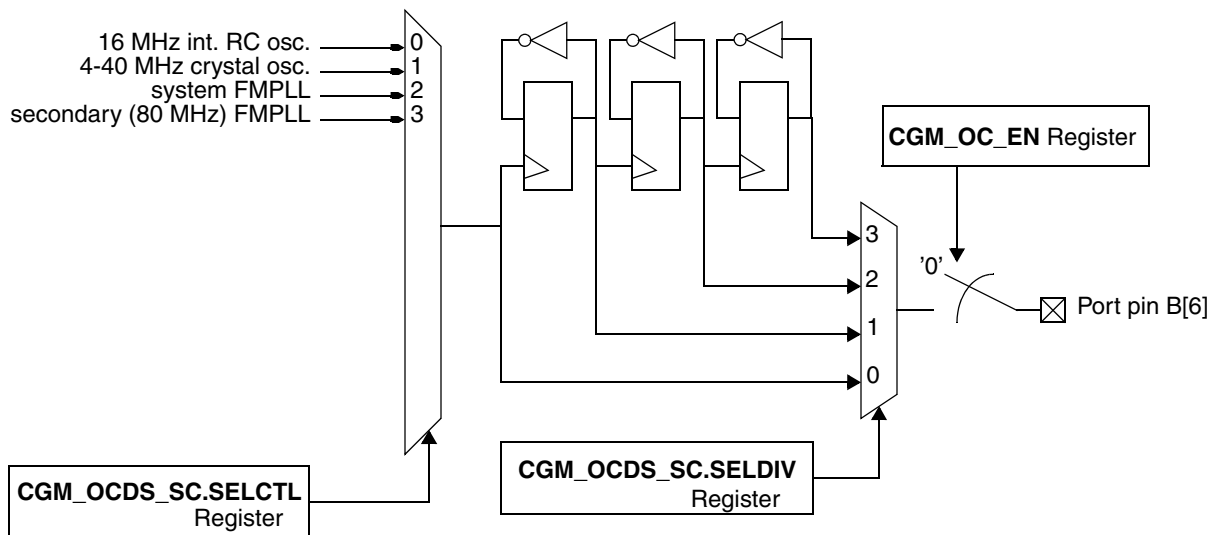 16 MHz int. RC osc.
4-40 MHz crystal osc.
system FMPLL
secondary (80 MHz) FMPLL
0
1
2
3
CGM_OC_EN Register
3
2
1
0
'0'
Port pin B[6]
CGM_OCDS_SC.SELCTL
Register
CGM_OCDS_SC.SELDIV
Register